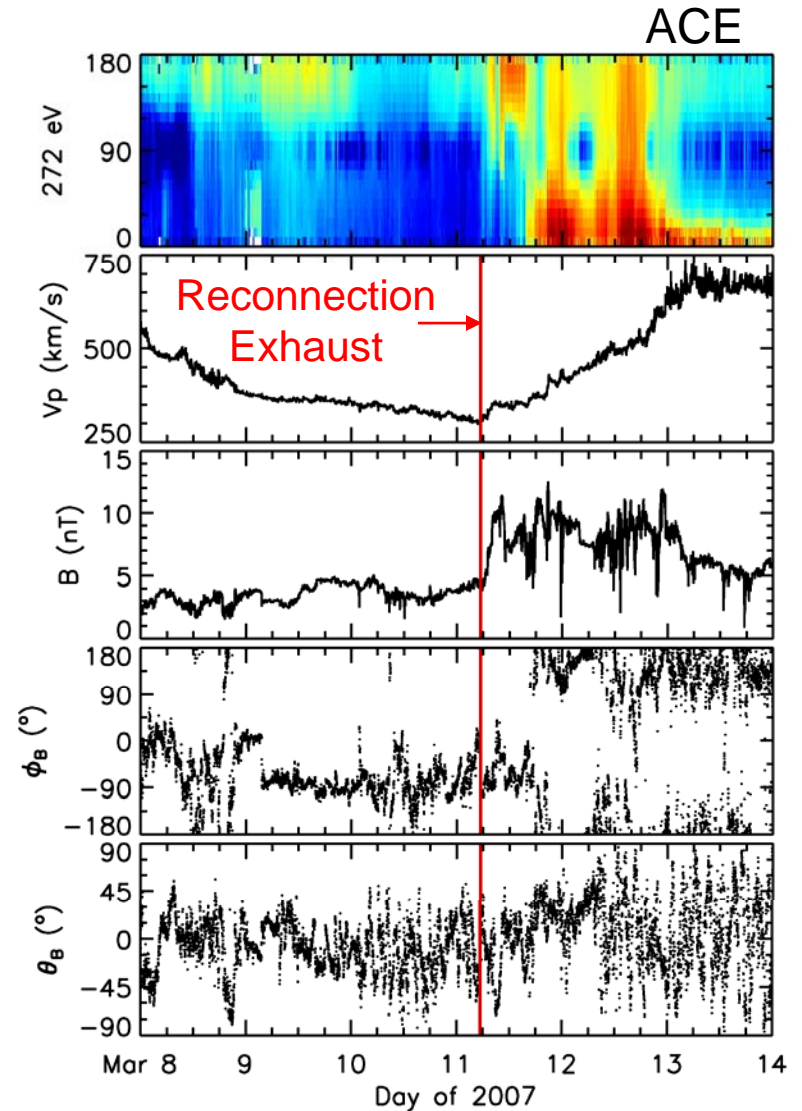 ACE
180
90
0
272 eV
750
500
250
Vp (km/s)
Reconnection
Exhaust
15
10
5
0
B (nT)
180
90
0
−90
−180
ϕB (°)
90
45
0
−45
−90
θB (°)
Mar 8 9 10 11 12 13 14
Day of 2007